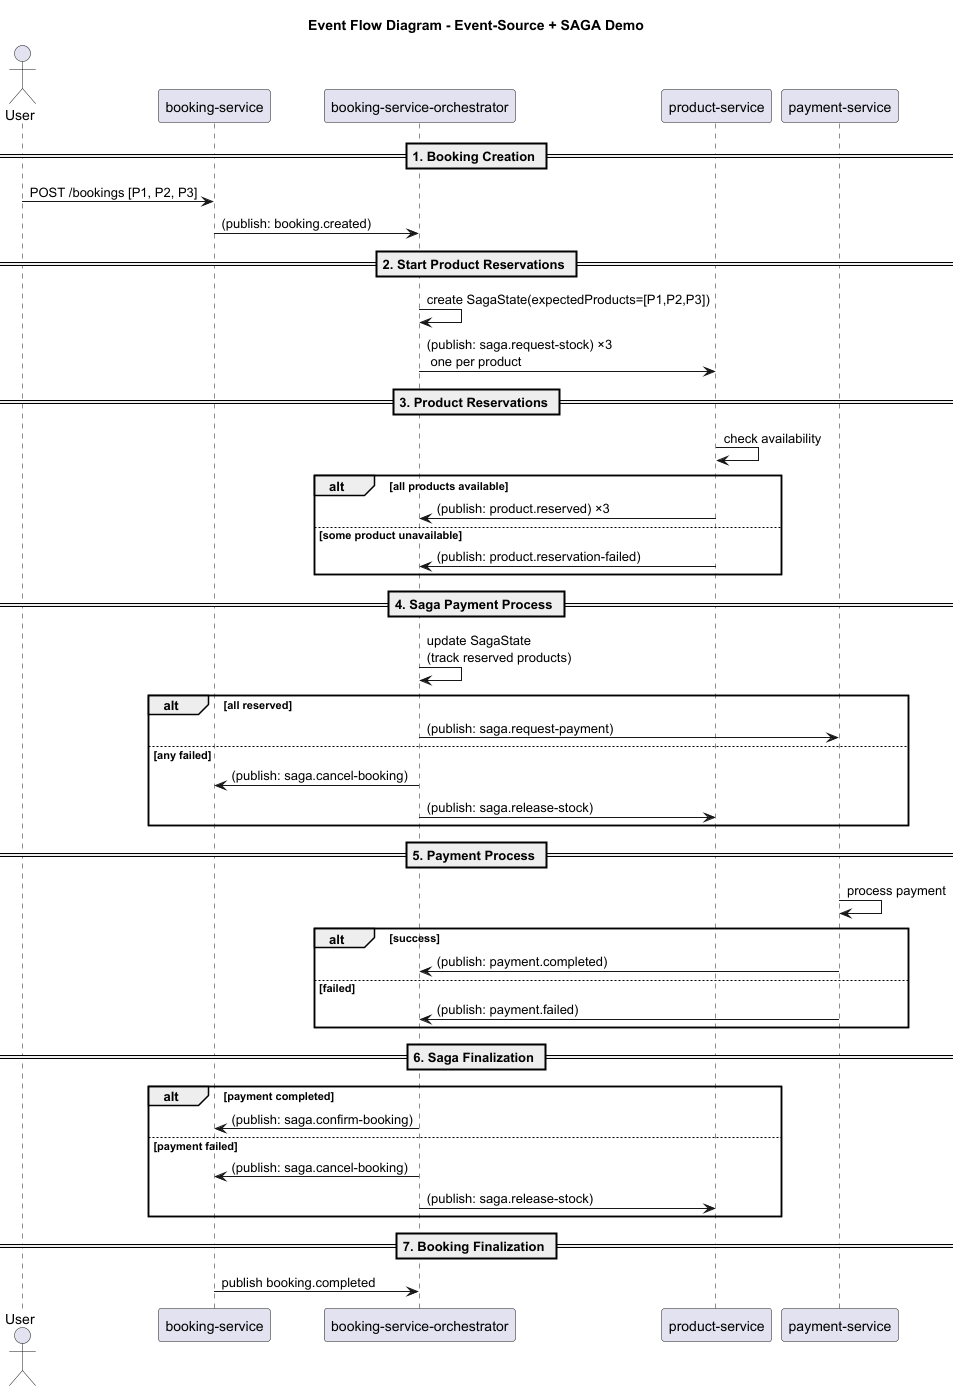 Event Flow Diagram - Event-Source + SAGA Demo
User
booking-service
booking-service-orchestrator
product-service
payment-service
1. Booking Creation
POST /bookings [P1, P2, P3]
(publish: booking.created)
2. Start Product Reservations
create SagaState(expectedProducts=[P1,P2,P3])
(publish: saga.request-stock) ×3
one per product
3. Product Reservations
check availability
alt
[all products available]
(publish: product.reserved) ×3
[some product unavailable]
(publish: product.reservation-failed)
4. Saga Payment Process
update SagaState
(track reserved products)
alt
[all reserved]
(publish: saga.request-payment)
[any failed]
(publish: saga.cancel-booking)
(publish: saga.release-stock)
5. Payment Process
process payment
alt
[success]
(publish: payment.completed)
[failed]
(publish: payment.failed)
6. Saga Finalization
alt
[payment completed]
(publish: saga.confirm-booking)
[payment failed]
(publish: saga.cancel-booking)
(publish: saga.release-stock)
7. Booking Finalization
publish booking.completed
User
booking-service
booking-service-orchestrator
product-service
payment-service